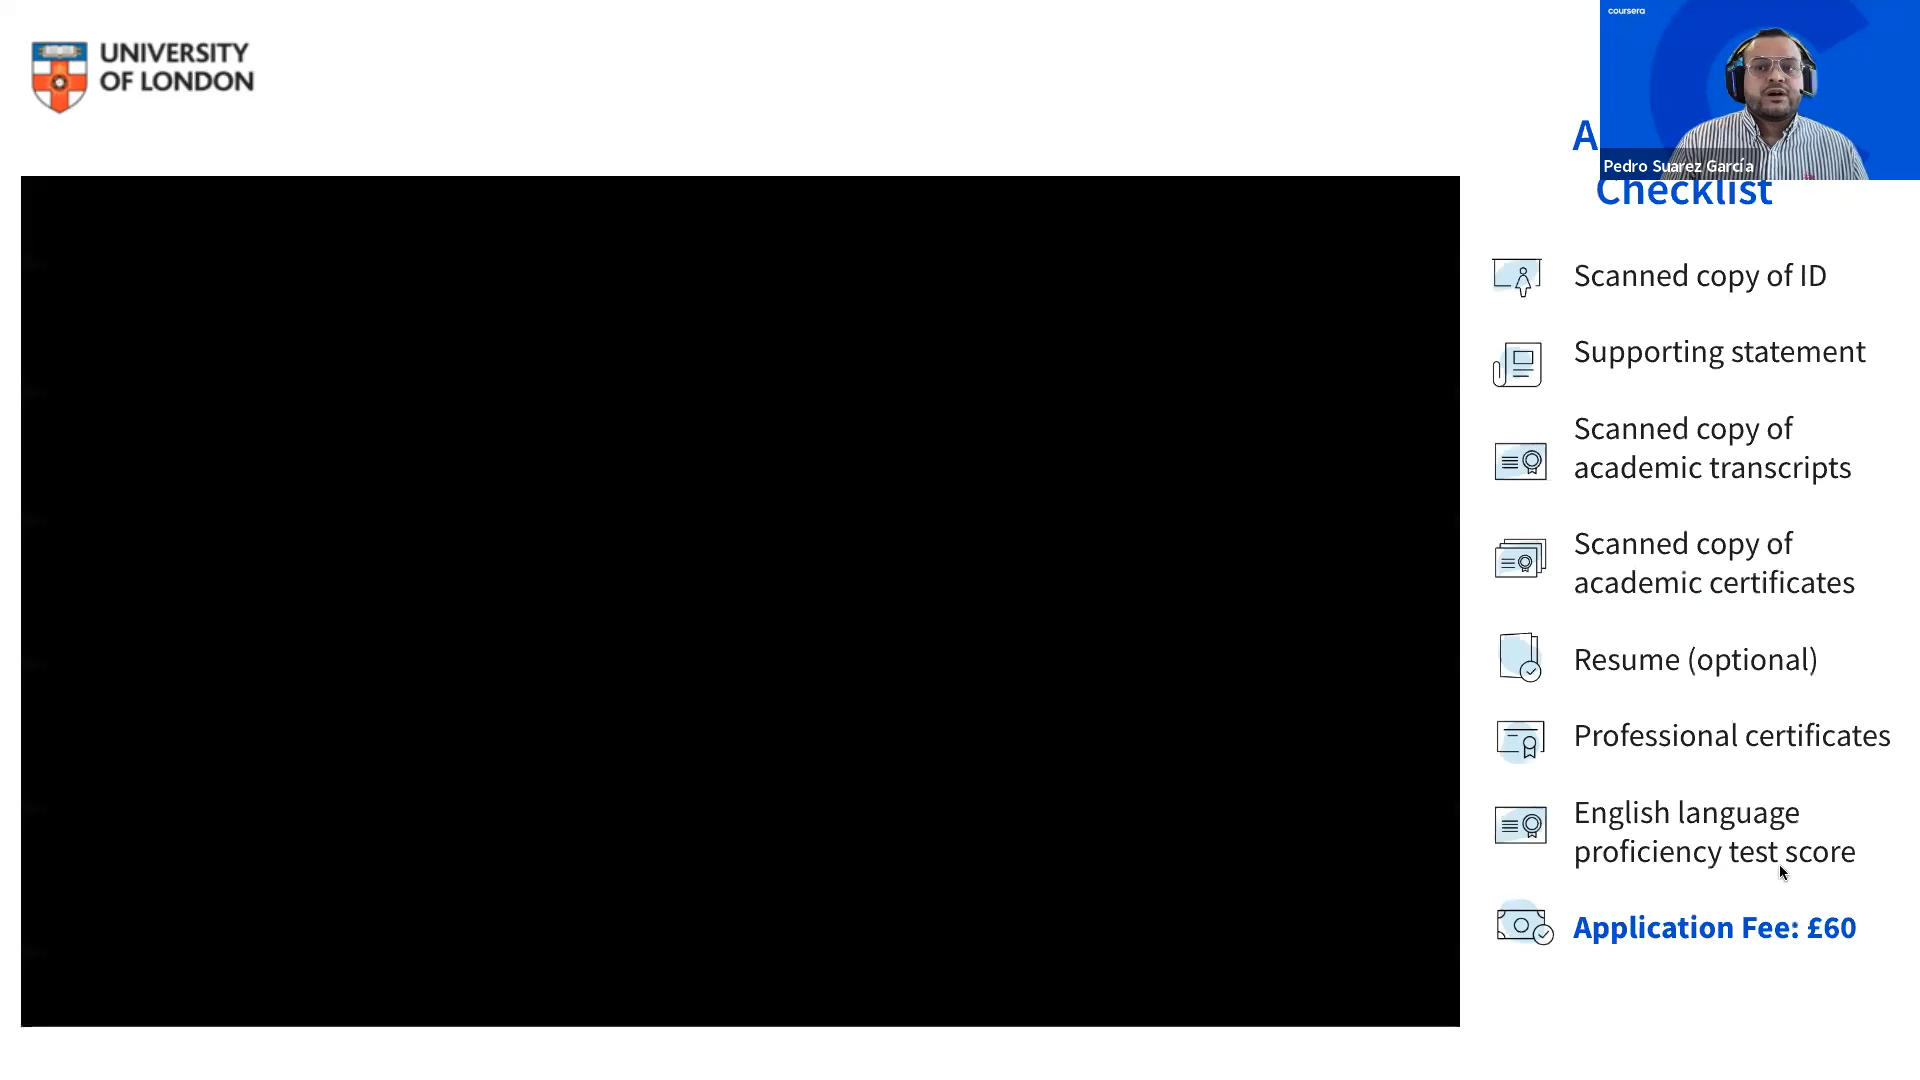 UNIVERSITY
OF LONDON
coursera
Pedro Suarez García
Checklist
Scanned copy of ID
Supporting statement
Scanned copy of
academic transcripts
Scanned copy of
academic certificates
Resume (optional)
Professional certificates
English language
proficiency test score
Application Fee: £60